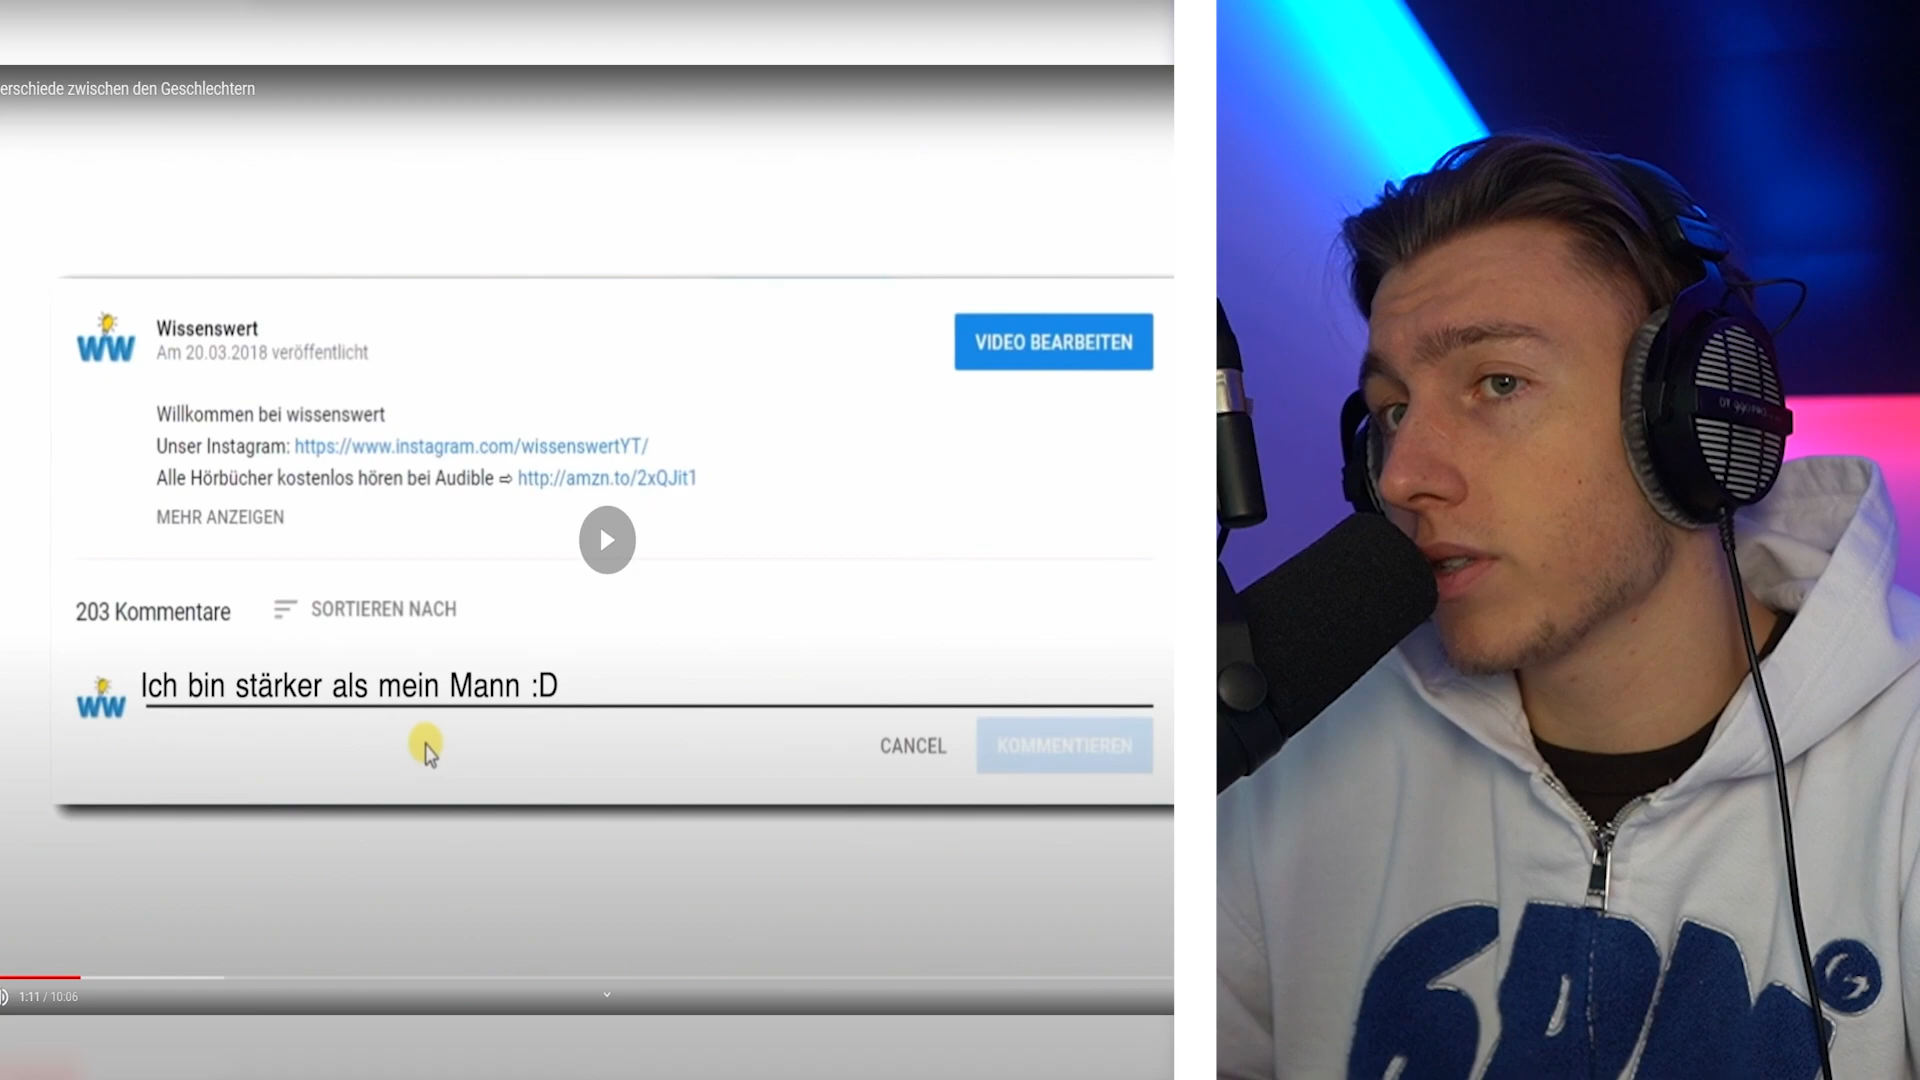 erschiede zwischen den Geschlechtern
WW
Wissenswert
Am 20.03.2018 veröffentlicht
VIDEO BEARBEITEN
Willkommen bei wissenswert
Unser Instagram: https://www.instagram.com/wissenswertYT/
Alle Hörbücher kostenlos hören bei Audible ⇨ http://amzn.to/2xQJit1
MEHR ANZEIGEN
203 Kommentare
SORTIEREN NACH
WW
Ich bin stärker als mein Mann :D
CANCEL
KOMMENTIEREN
1:11 / 10:06